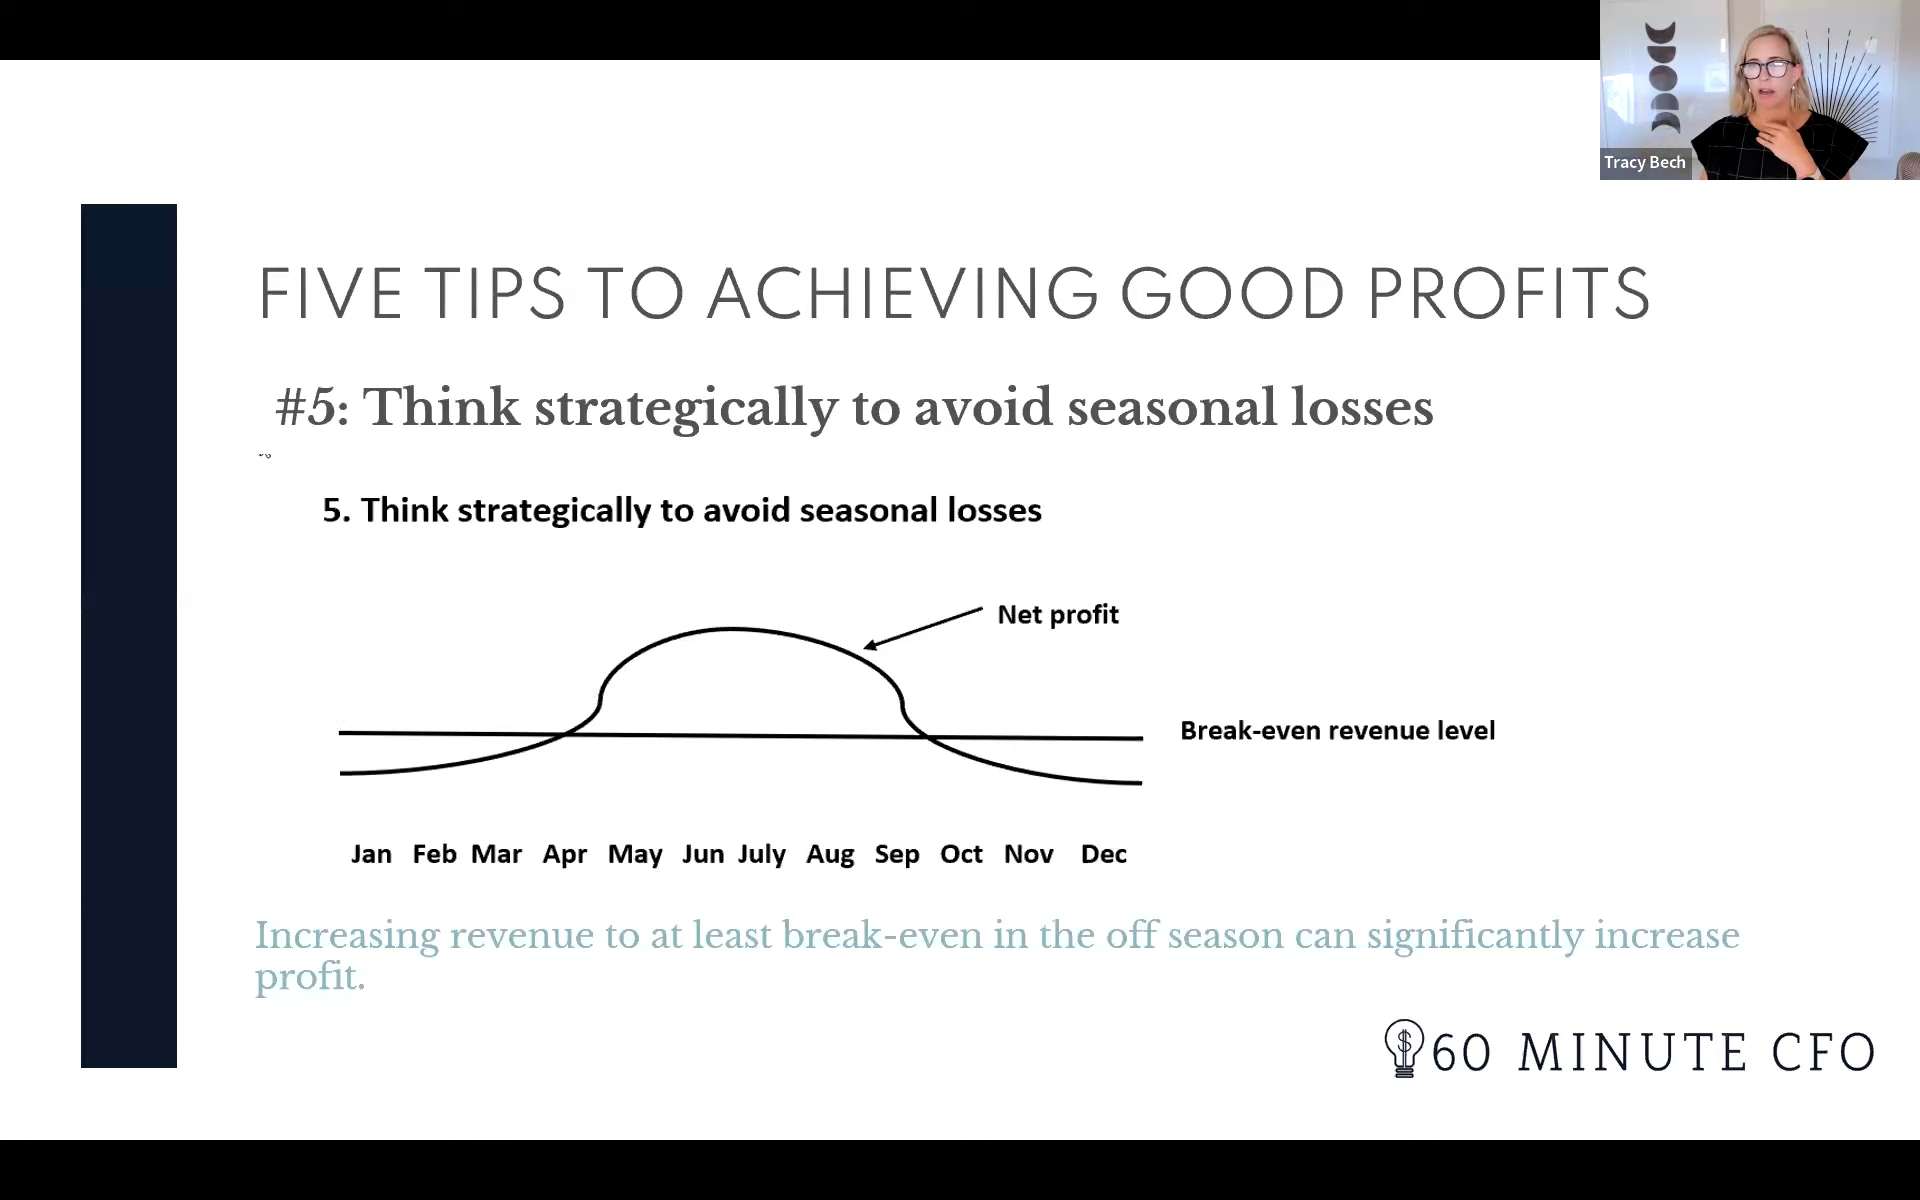 Tracy Bech
FIVE TIPS TO ACHIEVING GOOD PROFITS
#5: Think strategically to avoid seasonal losses
5. Think strategically to avoid seasonal losses
Net profit
Break-even revenue level
Jan Feb Mar Apr May Jun July Aug Sep Oct Nov Dec
Increasing revenue to at least break-even in the off season can significantly increase
profit.
$60 MINUTE CFO